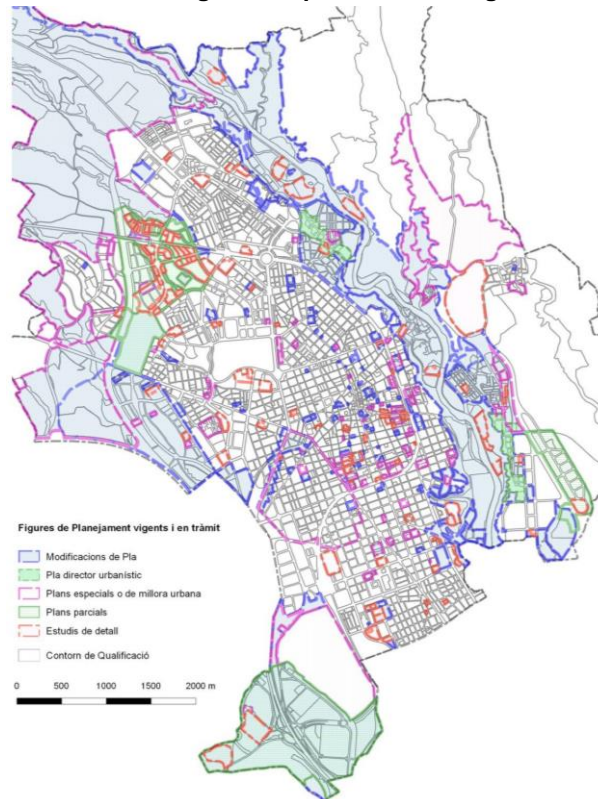 Figures de Planejament vigents i en tràmit
Modificacions de Pla
Pla director urbanístic
Plans especials o de millora urbana
Plans parcials
Estudis de detall
Contorn de Qualificació
0 500 1000 1500 2000 m